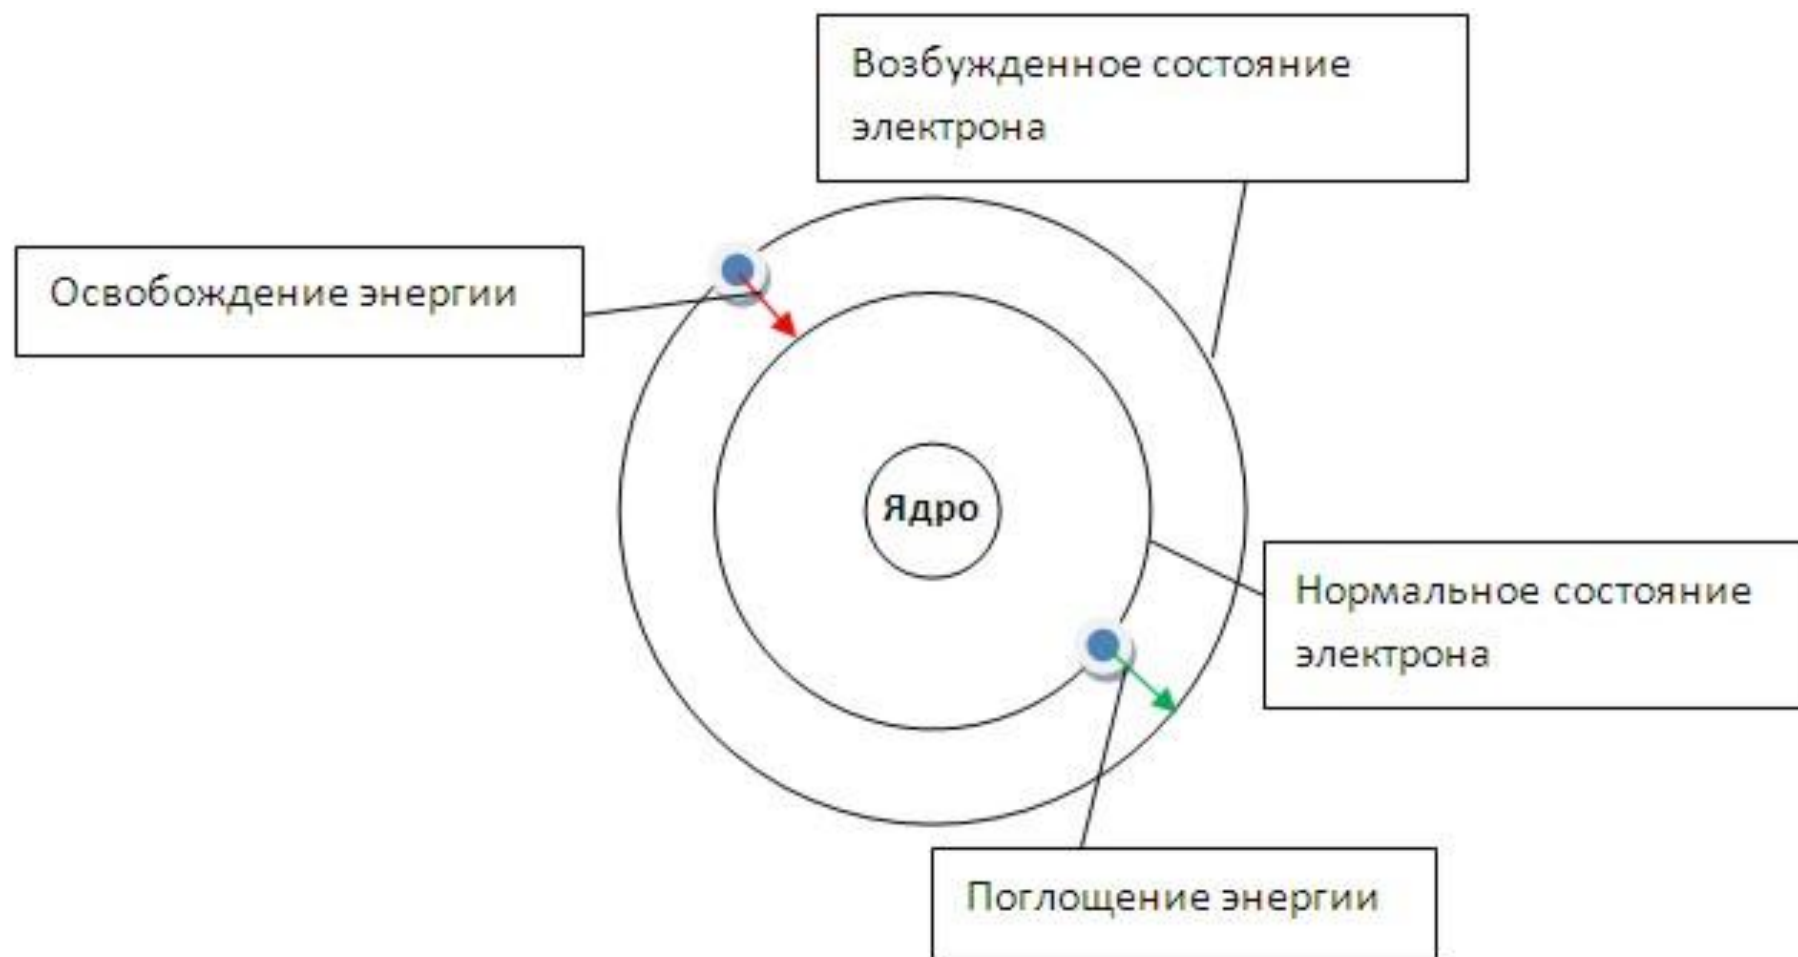 Возбужденное состояние
электрона
Освобождение энергии
Ядро
Нормальное состояние
электрона
Поглощение энергии